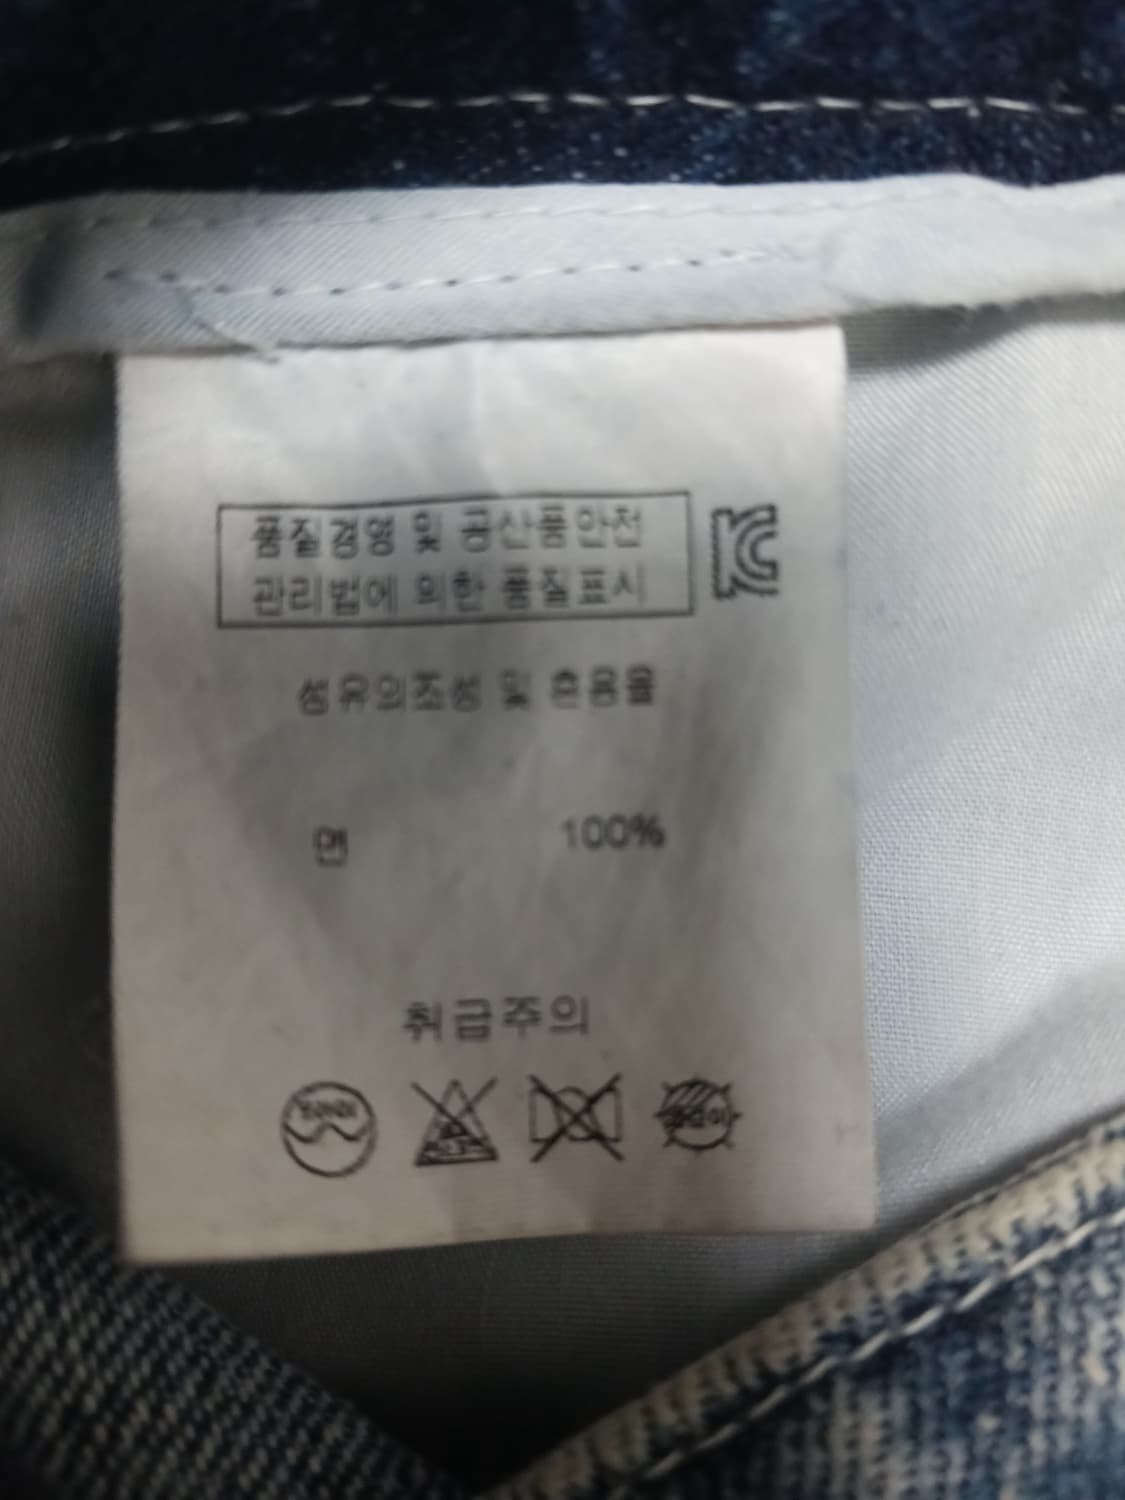 품질경영 및 공산품안전
관리법에 의한 품질표시
섬유의조성 및 혼용율
면 100%
취급주의